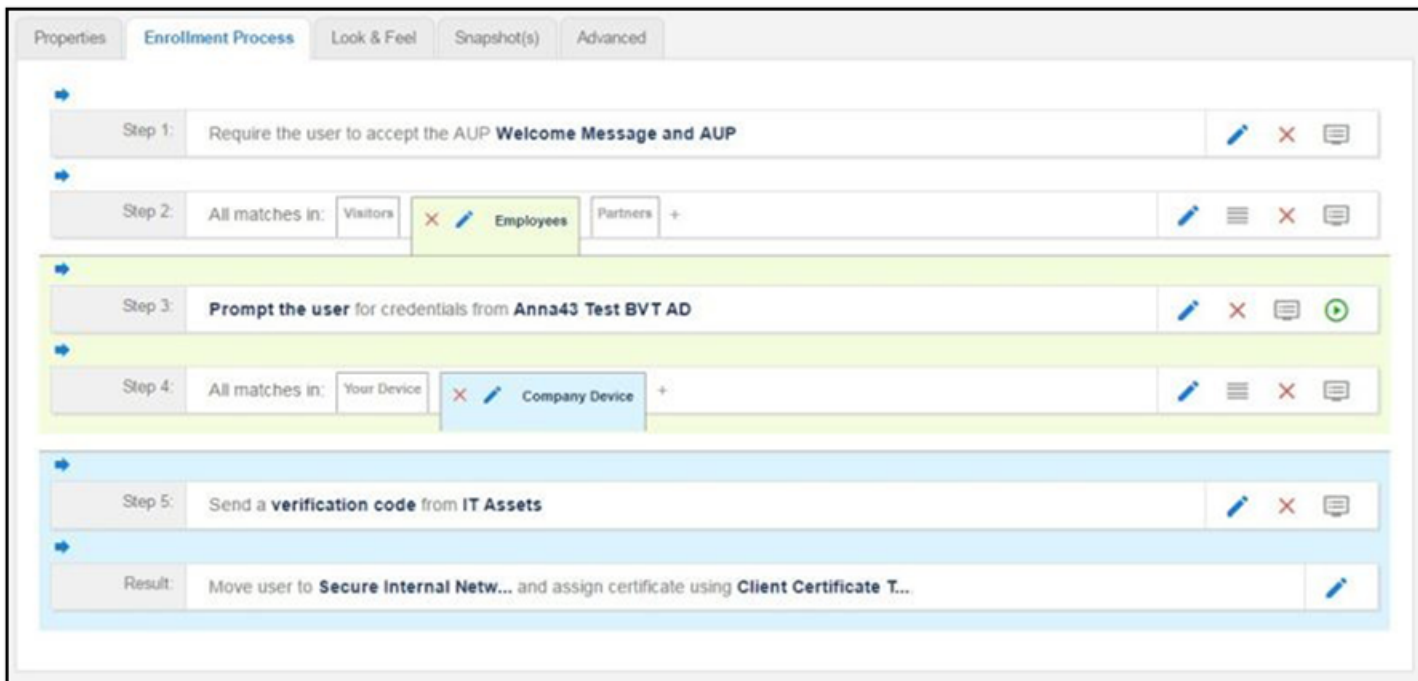 Properties Enrollment Process Look & Feel Snapshot(s) Advanced
Step 1: Require the user to accept the AUP Welcome Message and AUP
Step 2: All matches in: Visitors Employees Partners +
Step 3: Prompt the user for credentials from Anna43 Test BVT AD
Step 4: All matches in: Your Device Company Device +
Step 5: Send a verification code from IT Assets
Result: Move user to Secure Internal Netw... and assign certificate using Client Certificate T...